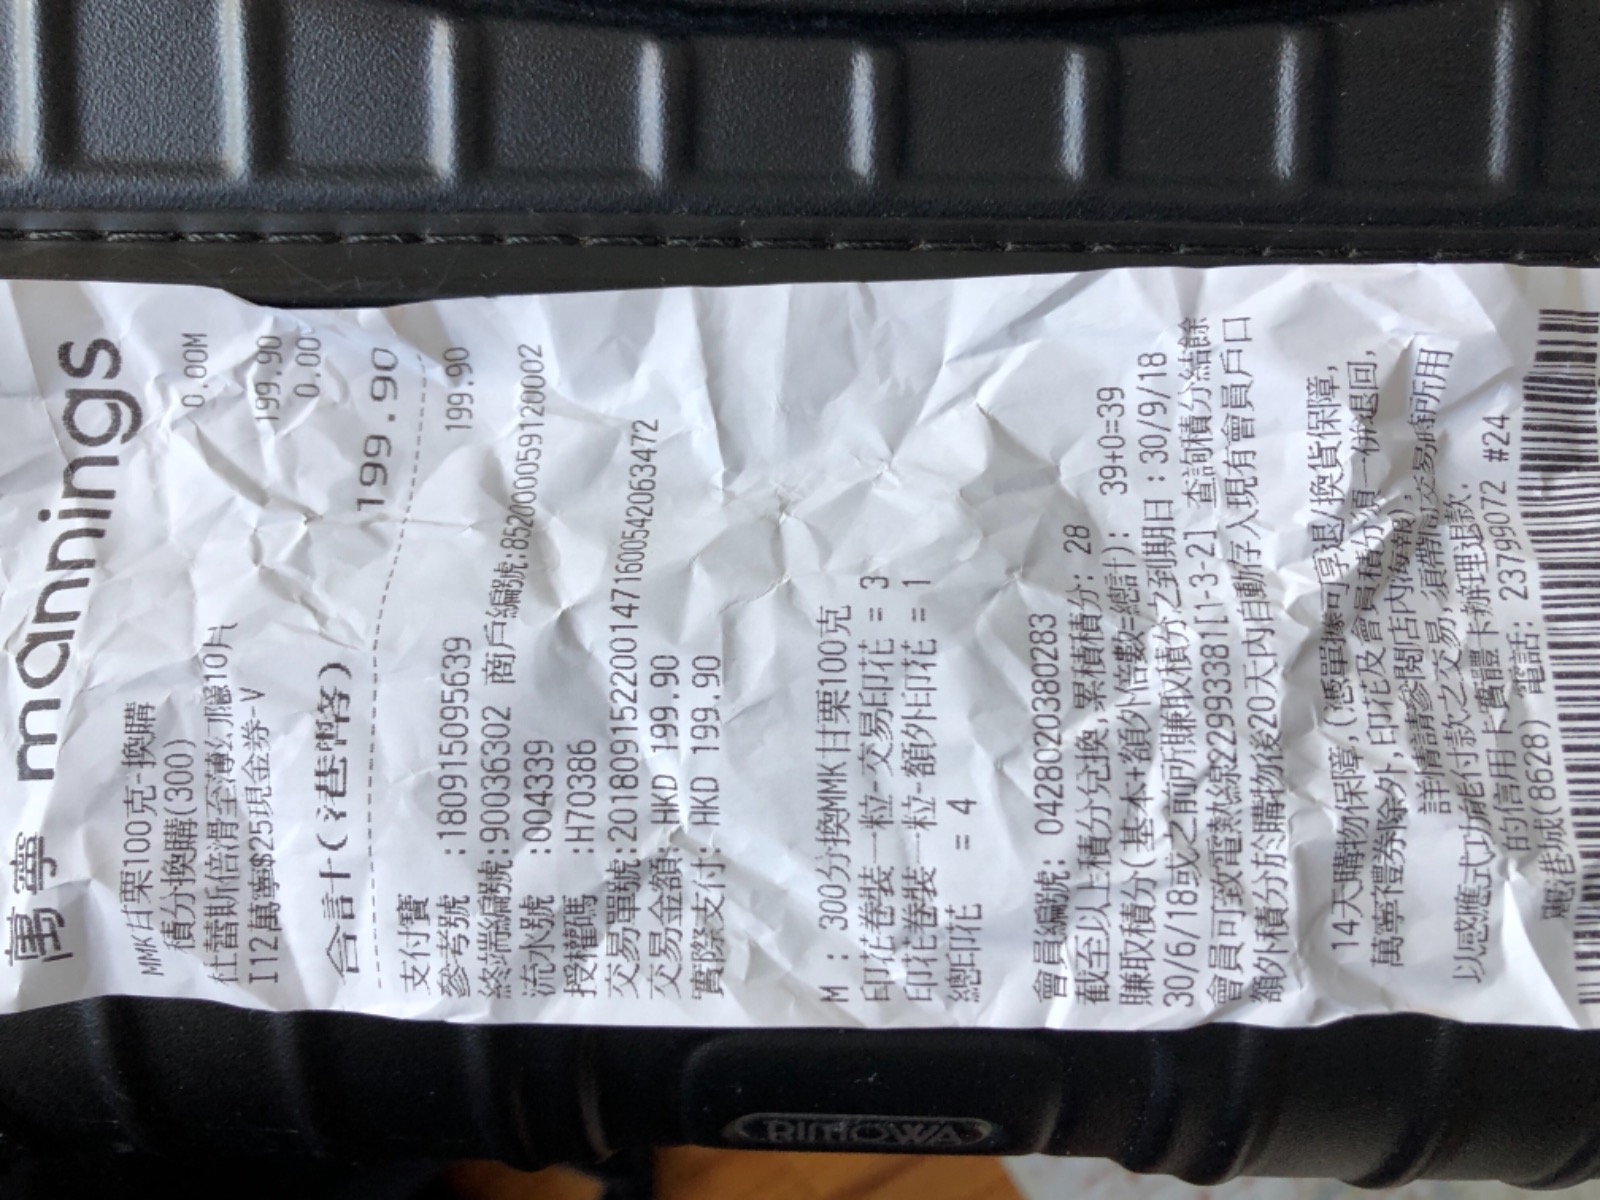 萬寧 mannings
MMK甘栗100克-換購
積分換購(300) 0.00M
杜蕾斯倍滑至薄幻隱10片 199.90
I12萬寧$25現金券-V 0.00
合計(港幣) 199.90
支付寶 199.90
參考號 :180915095639
終端編號:90036302 商戶編號:852000059120002
流水號 :004339
授權碼 :H70386
交易單號:2018091522001471600542063472
交易金額: HKD 199.90
實際支付: HKD 199.90
M : 300分換MMK甘栗100克
印花卷裝一粒-交易印花 = 3
印花卷裝一粒-額外印花 = 1
總印花 = 4
會員編號: 0428020380283
截至以上積分兌換,累積積分: 28
賺取積分(基本+額外倍數=總計): 39+0=39
30/6/18或之前所賺取積分之到期日:30/9/18
會員可致電熱線22993381[1-3-2] 查詢積分結餘
額外積分於購物後20天內自動存入現有會員戶口
14天購物保障,(憑單據可享退/換貨保障,
萬寧禮券除外,印花及會員積分須一併退回,
詳情請參閱店內海報),
以感應式功能付款之交易,須帶同交易時所用
的信用卡實體卡辦理退款.
麗港城(8628) 電話: 23799072 #24
RIMOWA